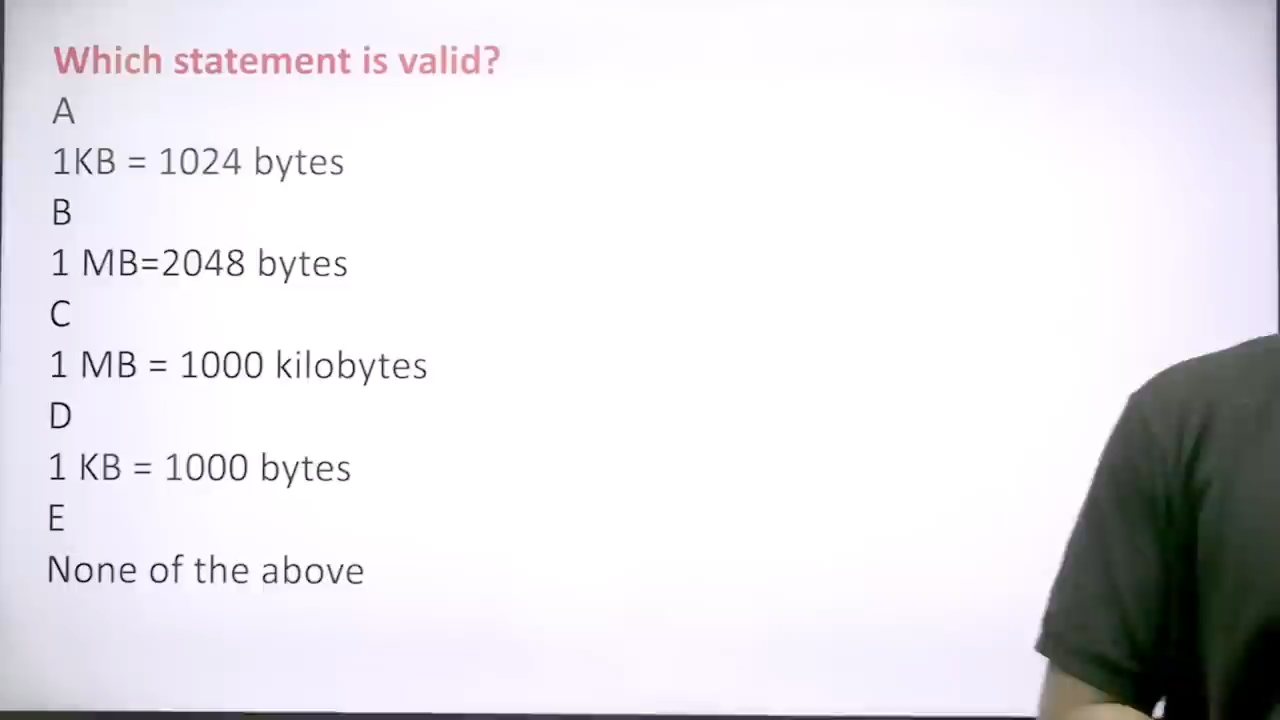 Which statement is valid?
A
1KB = 1024 bytes
B
1 MB=2048 bytes
C
1 MB = 1000 kilobytes
D
1 KB = 1000 bytes
E
None of the above